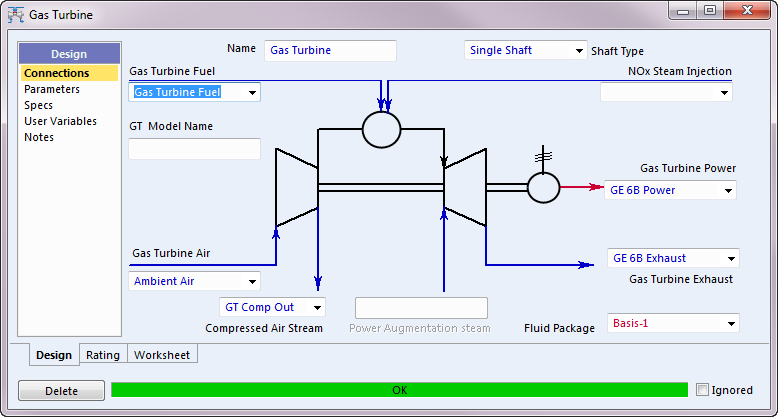 Gas Turbine
Design
Connections
Parameters
Specs
User Variables
Notes
Name Gas Turbine Single Shaft Shaft Type
Gas Turbine Fuel NOx Steam Injection
Gas Turbine Fuel
GT Model Name
Gas Turbine Power
GE 6B Power
Gas Turbine Air GE 6B Exhaust
Ambient Air Gas Turbine Exhaust
GT Comp Out
Compressed Air Stream Power Augmentation steam Fluid Package Basis-1
Design Rating Worksheet
Delete OK Ignored